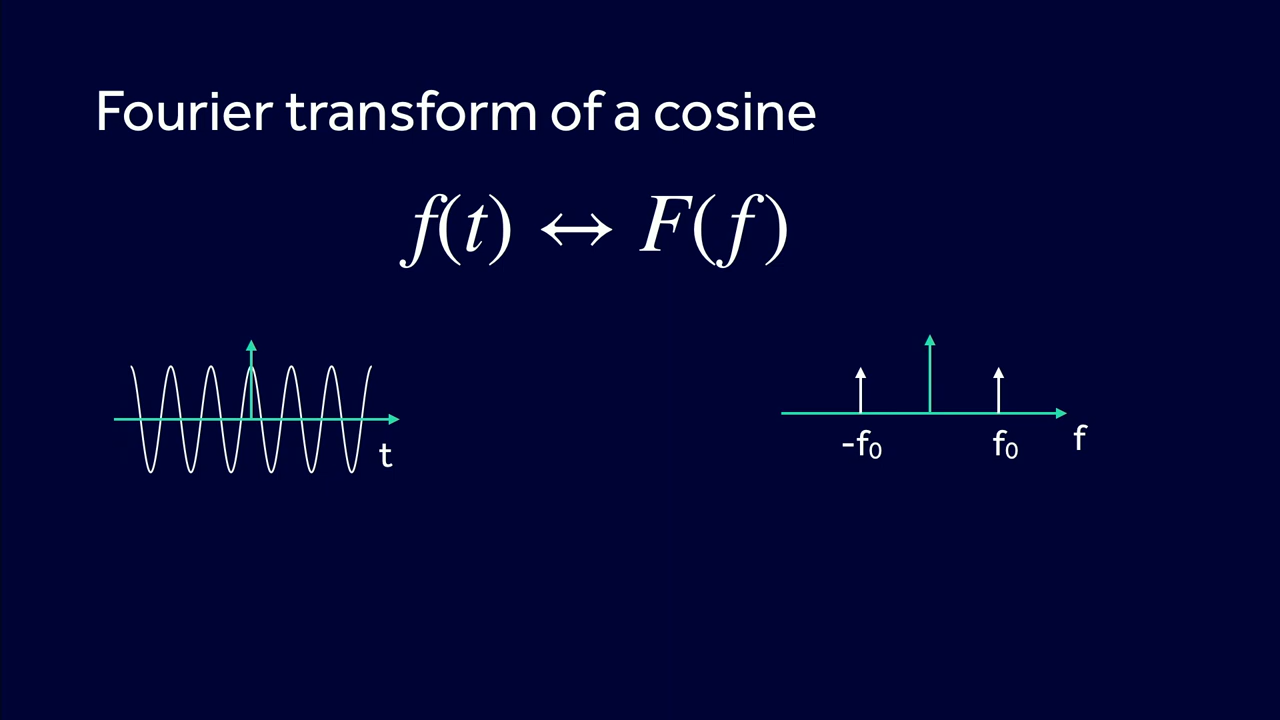 Fourier transform of a cosine
f(t) ↔ F(f)
t
-f₀ f₀ f